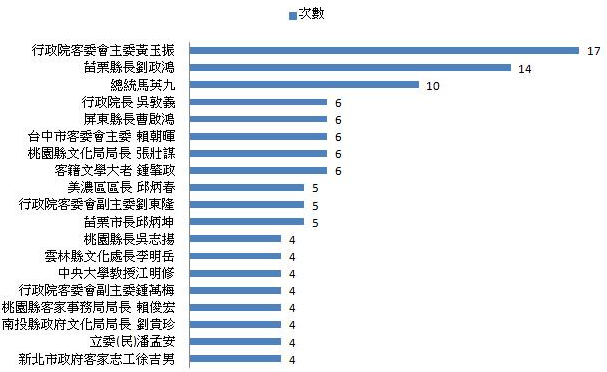 次數
行政院客委會主委黃玉振 17
苗栗縣長劉政鴻 14
總統馬英九 10
行政院長 吳敦義 6
屏東縣長曹啟鴻 6
台中市客委會主委 賴朝暉 6
桃園縣文化局局長 張壯謀 6
客籍文學大老 鍾肇政 6
美濃區區長 邱炳春 5
行政院客委會副主委劉東隆 5
苗栗市長邱炳坤 5
桃園縣長吳志揚 4
雲林縣文化處長李明岳 4
中央大學教授江明修 4
行政院客委會副主委鍾萬梅 4
桃園縣客家事務局局長 賴俊宏 4
南投縣政府文化局局長 劉貴珍 4
立委(民)潘孟安 4
新北市政府客家志工徐吉男 4